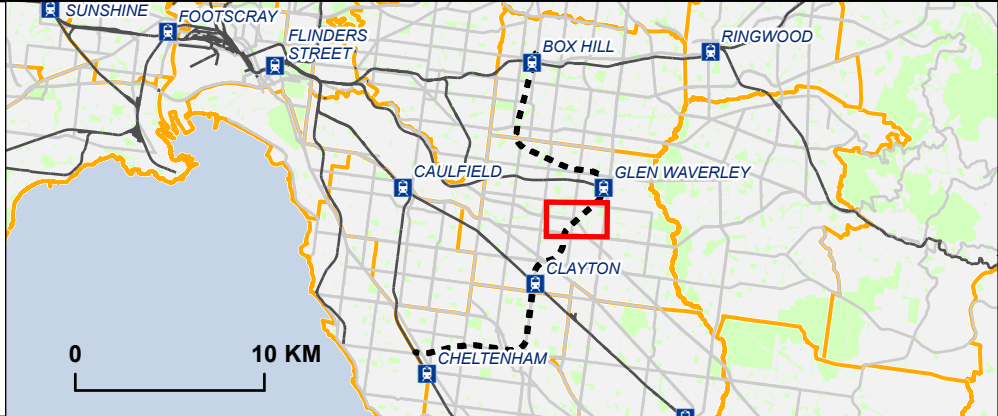 SUNSHINE
FOOTSCRAY
FLINDERS
STREET
BOX HILL
RINGWOOD
CAULFIELD
GLEN WAVERLEY
CLAYTON
CHELTENHAM
0
10 KM